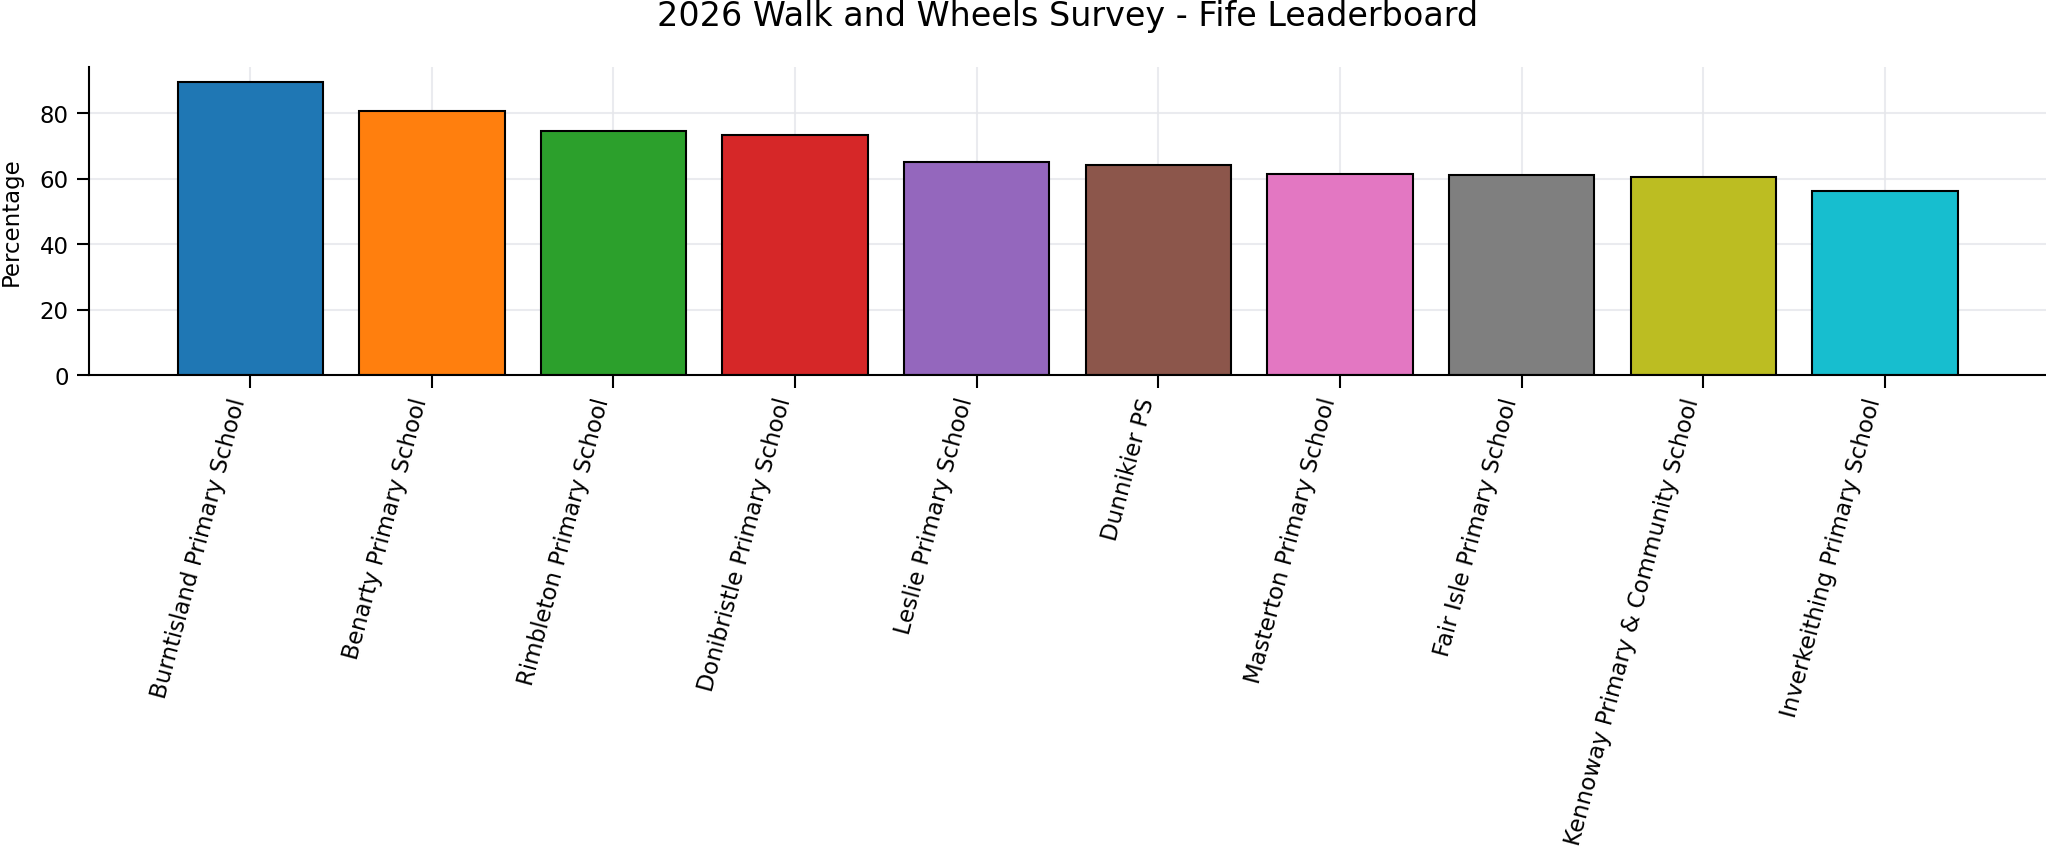 2026 Walk and Wheels Survey - Fife Leaderboard
Percentage
80
60
40
20
0
Burntisland Primary School
Benarty Primary School
Rimbleton Primary School
Donibristle Primary School
Leslie Primary School
Dunnikier PS
Masterton Primary School
Fair Isle Primary School
Kennoway Primary & Community School
Inverkeithing Primary School